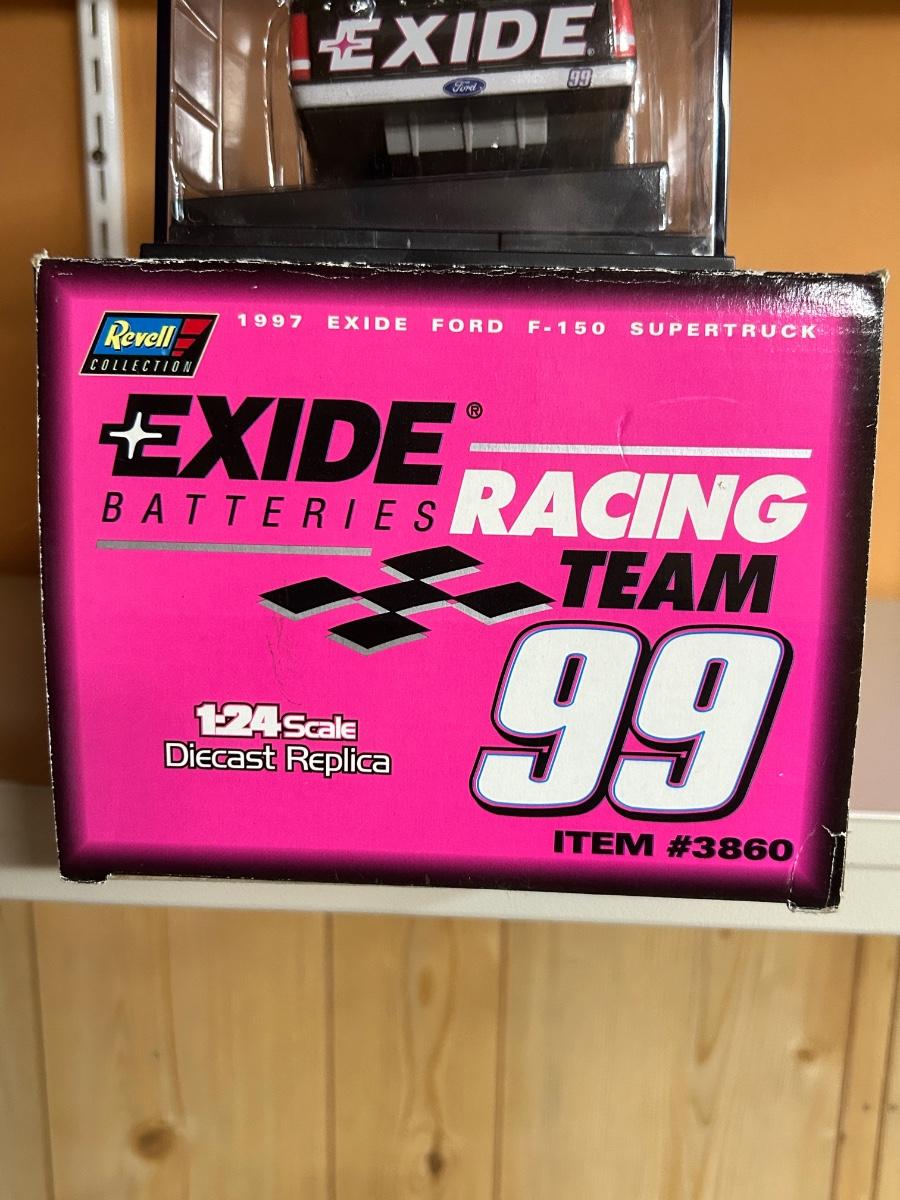 EXIDE
Ford
99
Revell
COLLECTION
1997 EXIDE FORD F-150 SUPERTRUCK
EXIDE®
BATTERIES
RACING
TEAM
99
1:24 Scale
Diecast Replica
ITEM #3860